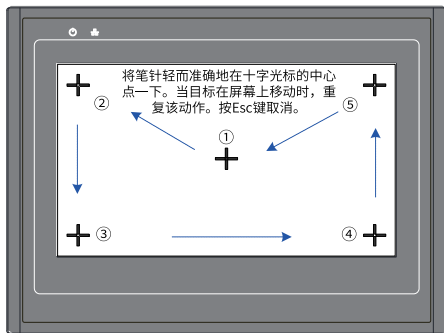 将笔针轻而准确地在十字光标的中心
点一下。当目标在屏幕上移动时，重
复该动作。按Esc键取消。
②
⑤
①
③
④